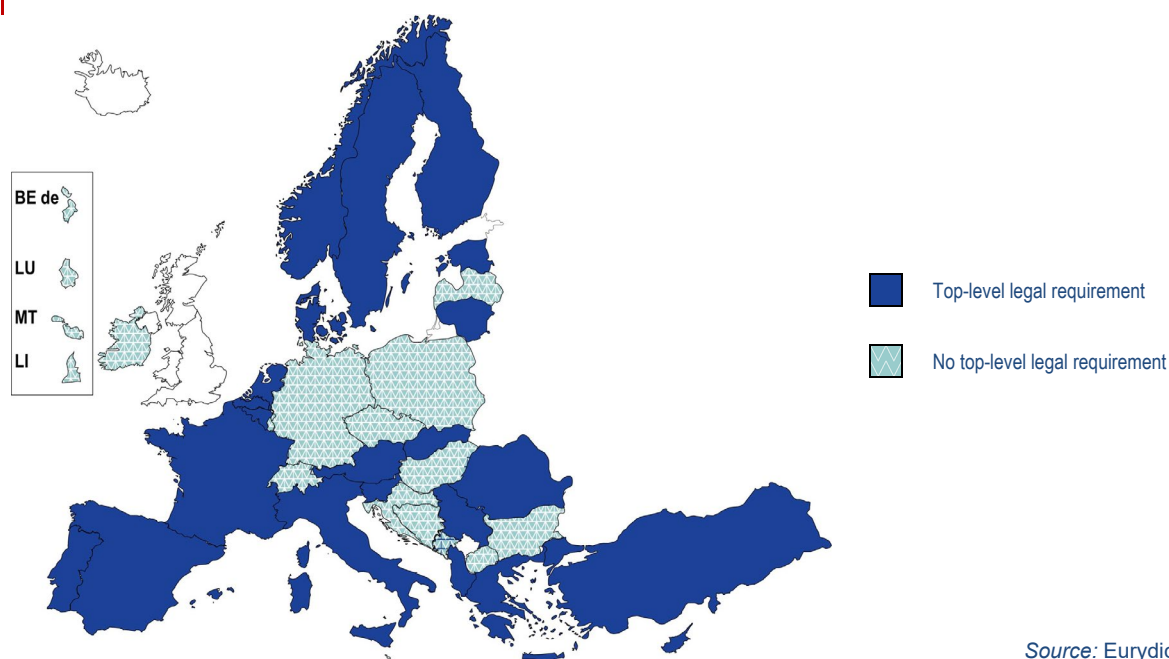 BE de
LU
MT
LI
Top-level legal requirement
No top-level legal requirement
Source: